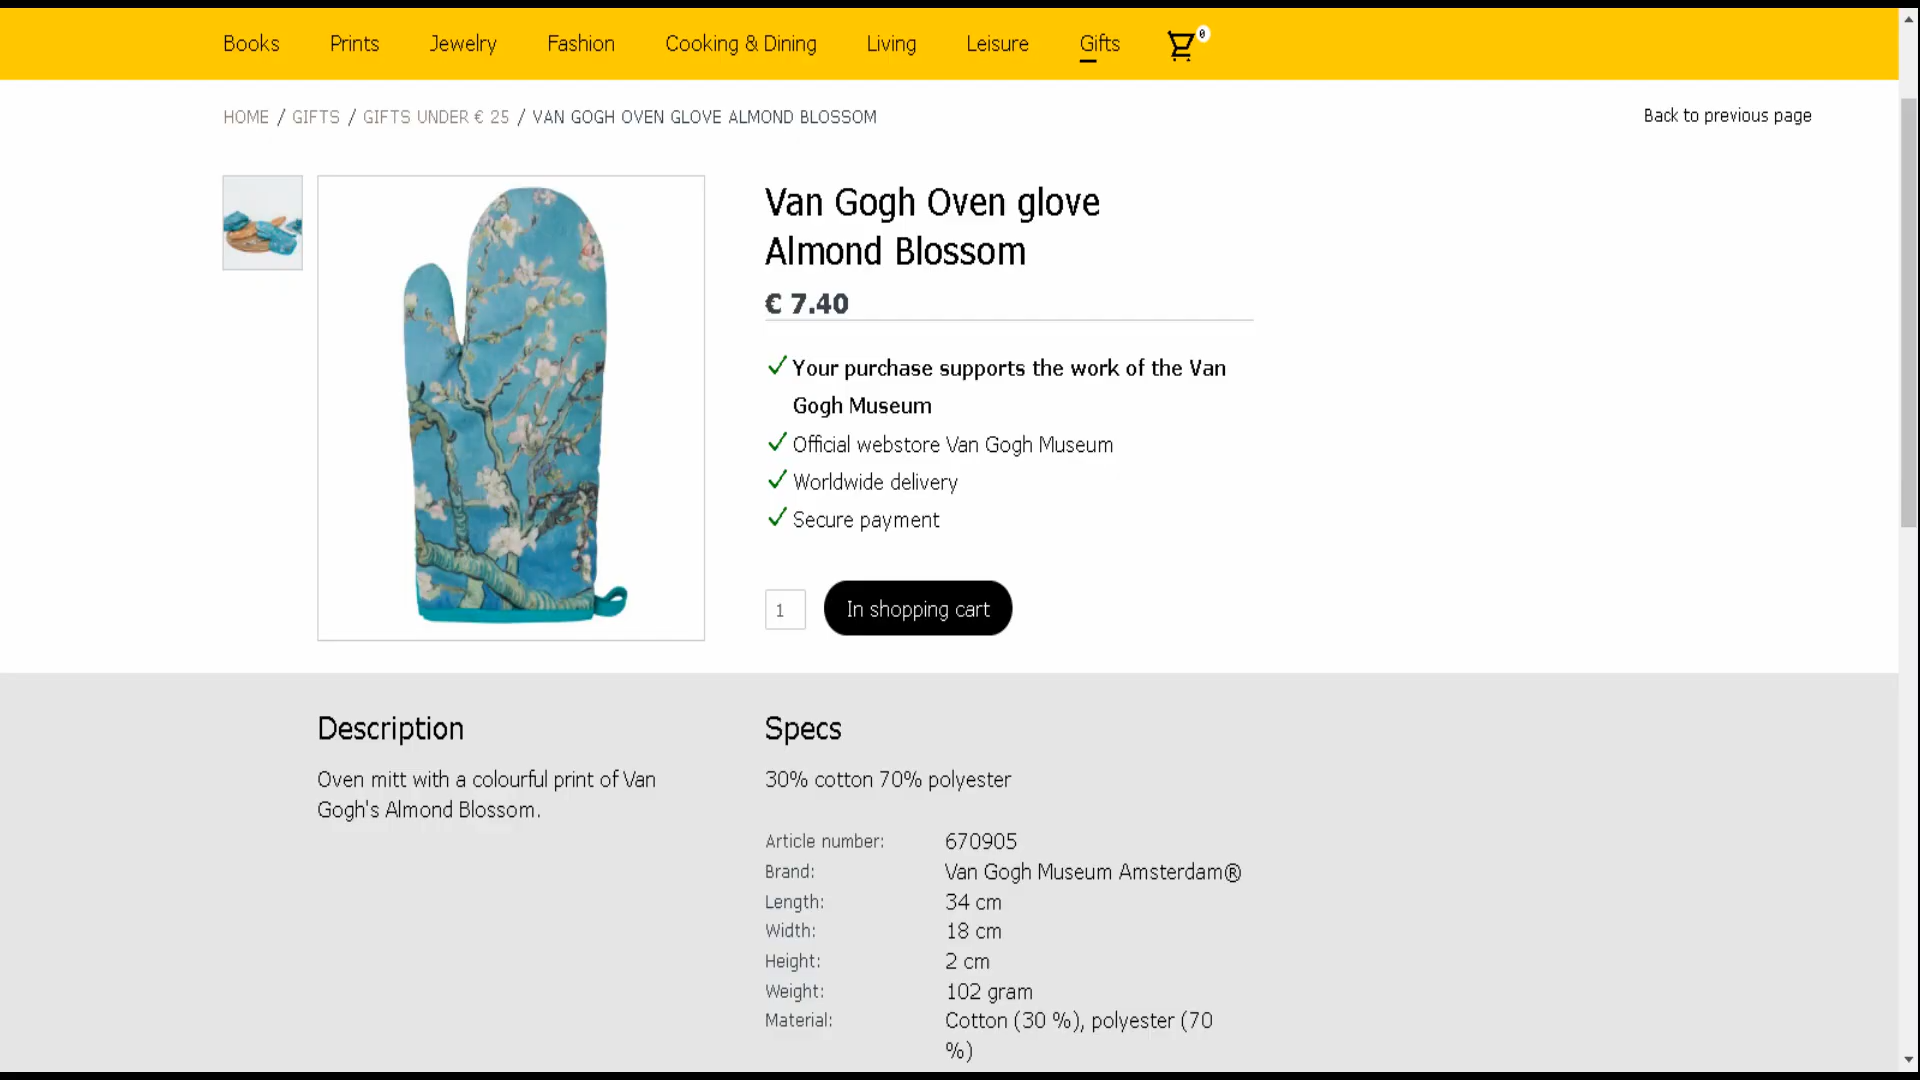 Books Prints Jewelry Fashion Cooking & Dining Living Leisure Gifts 0
HOME / GIFTS / GIFTS UNDER € 25 / VAN GOGH OVEN GLOVE ALMOND BLOSSOM
Back to previous page
Van Gogh Oven glove
Almond Blossom
€ 7.40
Your purchase supports the work of the Van
Gogh Museum
Official webstore Van Gogh Museum
Worldwide delivery
Secure payment
1 In shopping cart
Description
Oven mitt with a colourful print of Van
Gogh's Almond Blossom.
Specs
30% cotton 70% polyester
Article number: 670905
Brand: Van Gogh Museum Amsterdam®
Length: 34 cm
Width: 18 cm
Height: 2 cm
Weight: 102 gram
Material: Cotton (30 %), polyester (70
%)